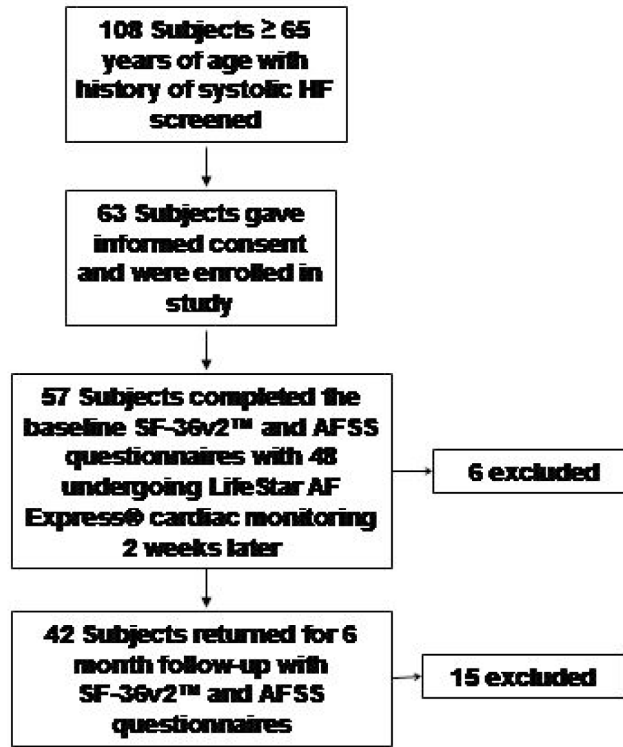 108 Subjects ≥ 65
years of age with
history of systolic HF
screened
63 Subjects gave
informed consent
and were enrolled in
study
57 Subjects completed the
baseline SF-36v2™ and AFSS
questionnaires with 48
undergoing LifeStar AF
Express® cardiac monitoring
2 weeks later
6 excluded
42 Subjects returned for 6
month follow-up with
SF-36v2™ and AFSS
questionnaires
15 excluded